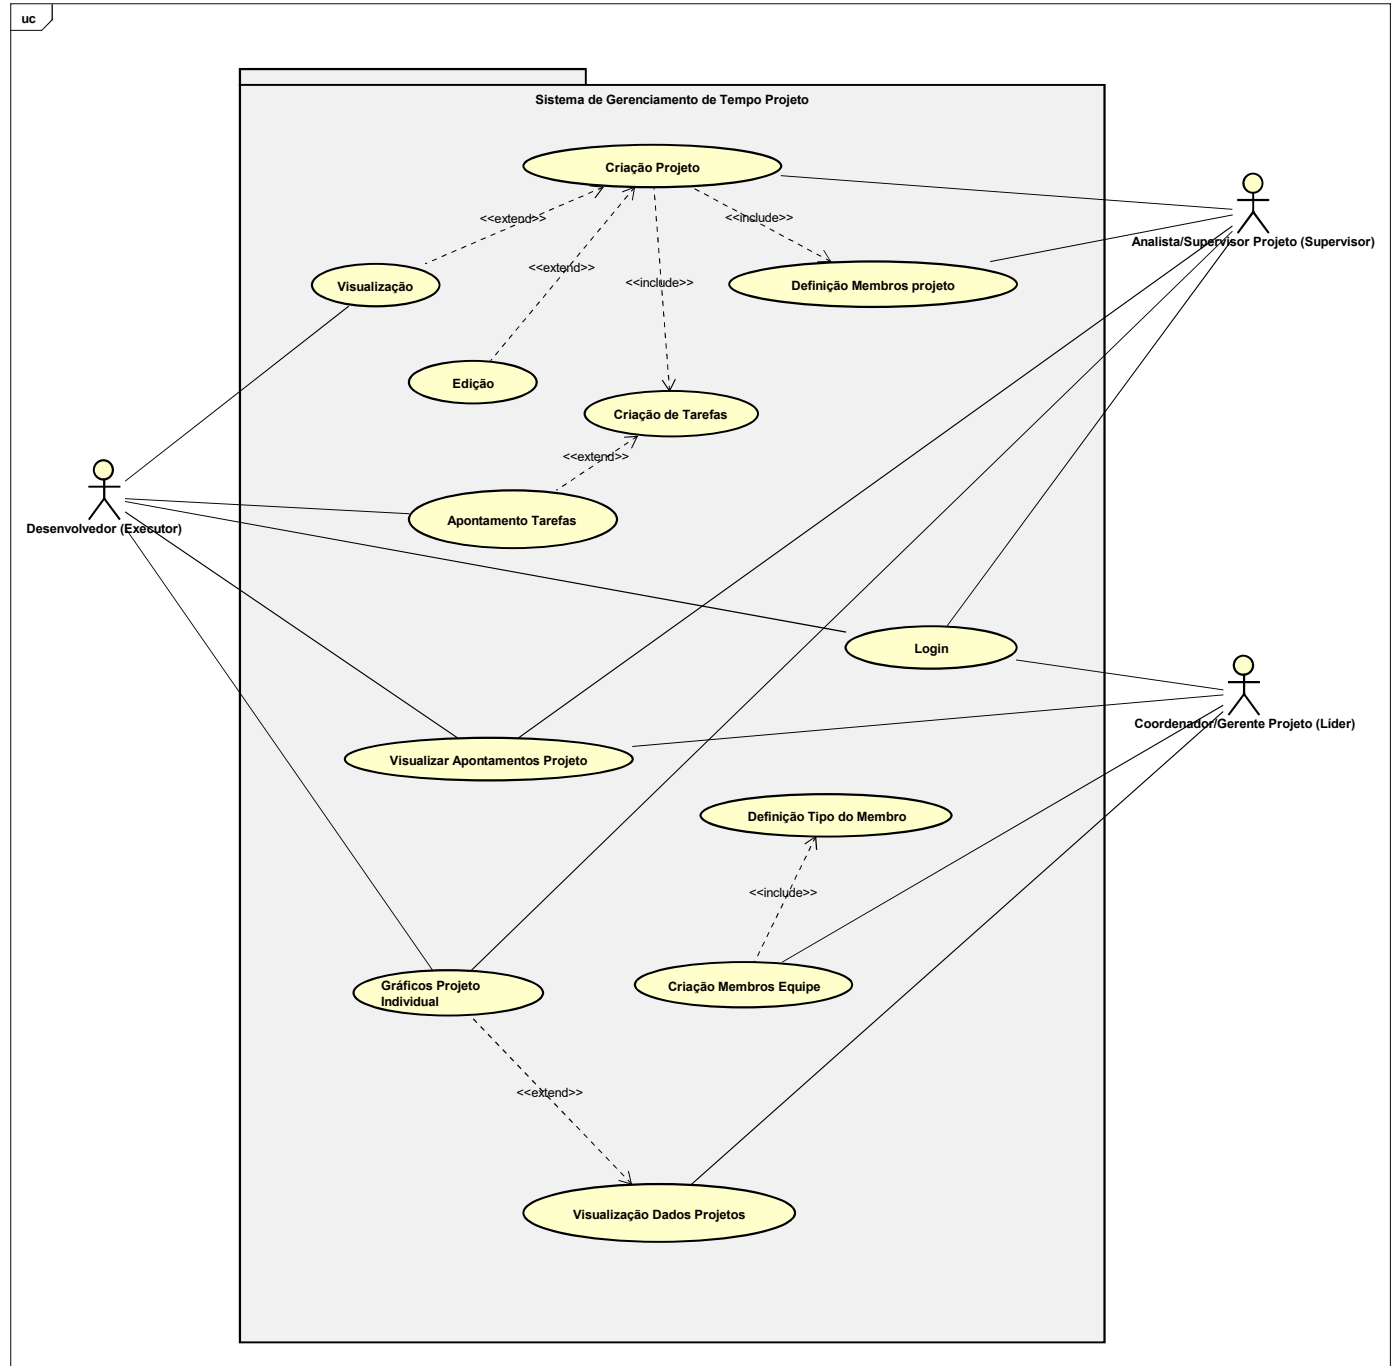 uc
Sistema de Gerenciamento de Tempo Projeto
Criação Projeto
<<extend>>
<<include>>
Analista/Supervisor Projeto (Supervisor)
<<extend>>
<<include>>
Visualização
Definição Membros projeto
Edição
Criação de Tarefas
<<extend>>
Apontamento Tarefas
Desenvolvedor (Executor)
Login
Coordenador/Gerente Projeto (Líder)
Visualizar Apontamentos Projeto
Definição Tipo do Membro
<<include>>
Gráficos Projeto
Individual
Criação Membros Equipe
<<extend>>
Visualização Dados Projetos